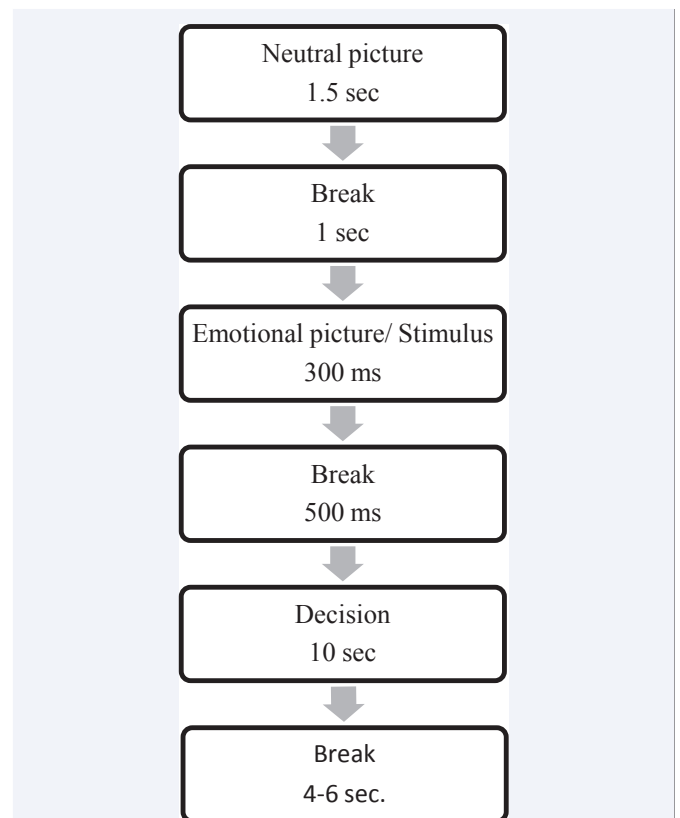 Neutral picture
1.5 sec
Break
1 sec
Emotional picture/ Stimulus
300 ms
Break
500 ms
Decision
10 sec
Break
4-6 sec.